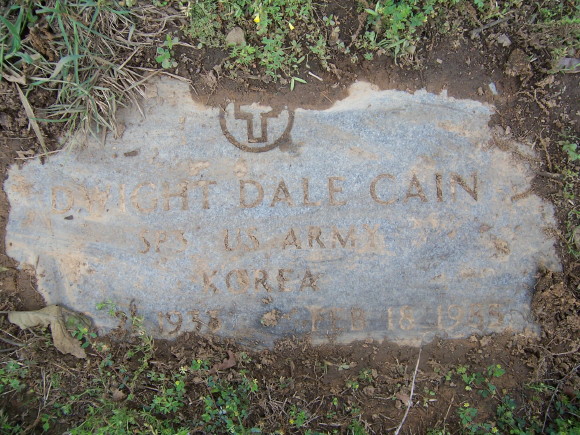 DWIGHT DALE CAIN
SP3 US ARMY
KOREA
FEB 18